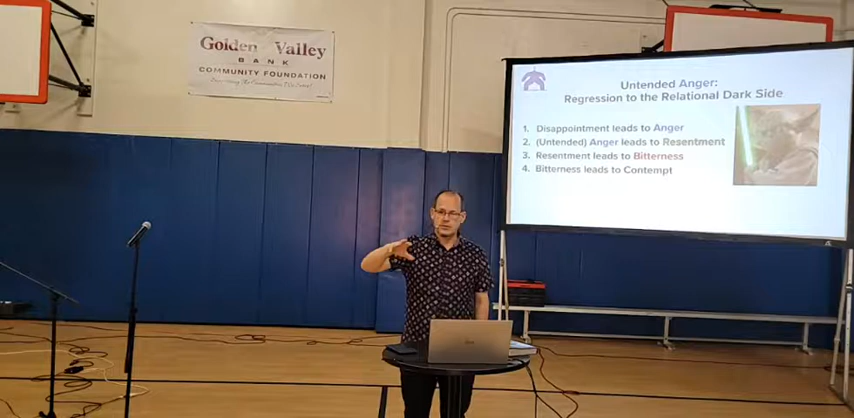 Golden Valley
BANK
COMMUNITY FOUNDATION
Untended Anger:
Regression to the Relational Dark Side
1. Disappointment leads to Anger
2. (Untended) Anger leads to Resentment
3. Resentment leads to Bitterness
4. Bitterness leads to Contempt